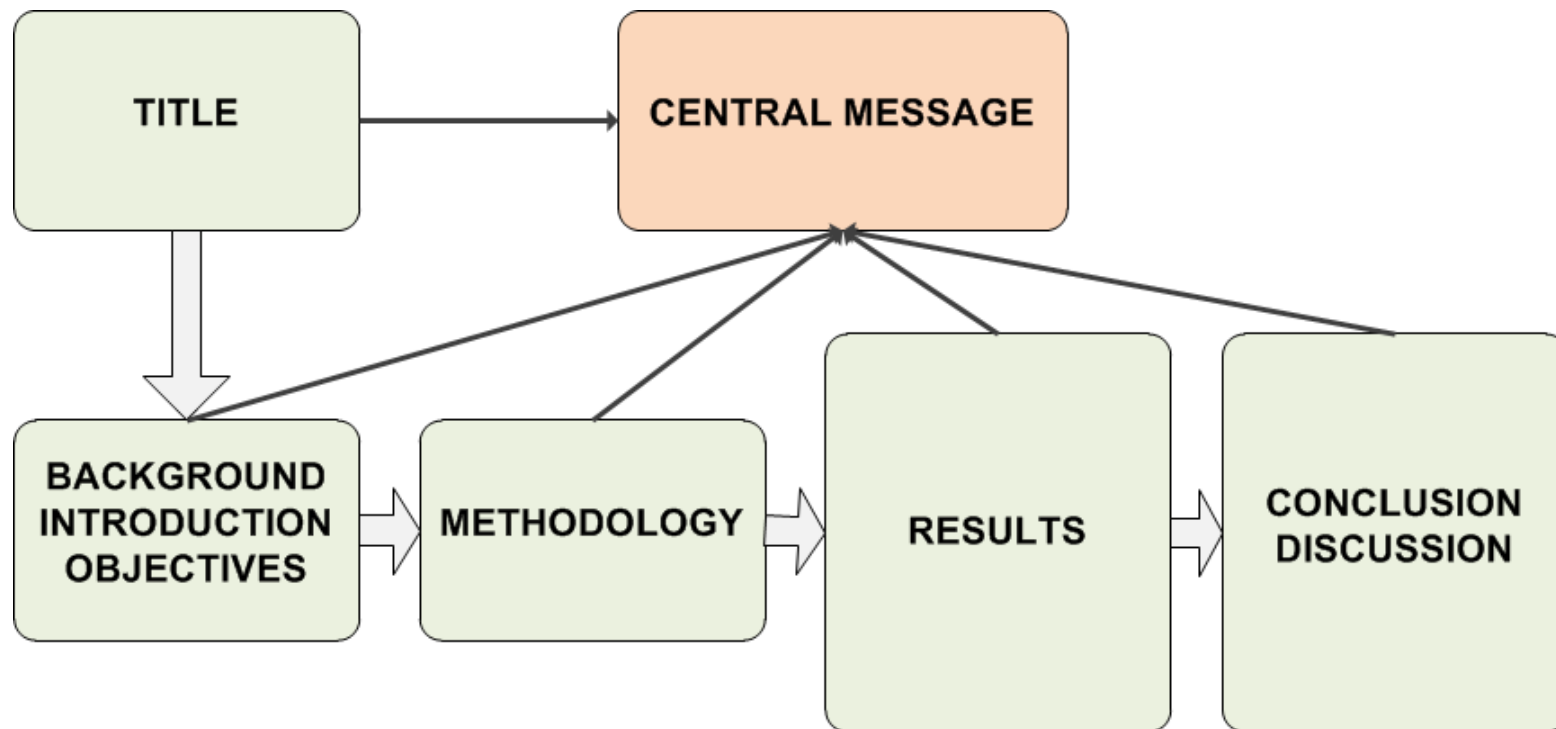 TITLE
CENTRAL MESSAGE
BACKGROUND
INTRODUCTION
OBJECTIVES
METHODOLOGY
RESULTS
CONCLUSION
DISCUSSION